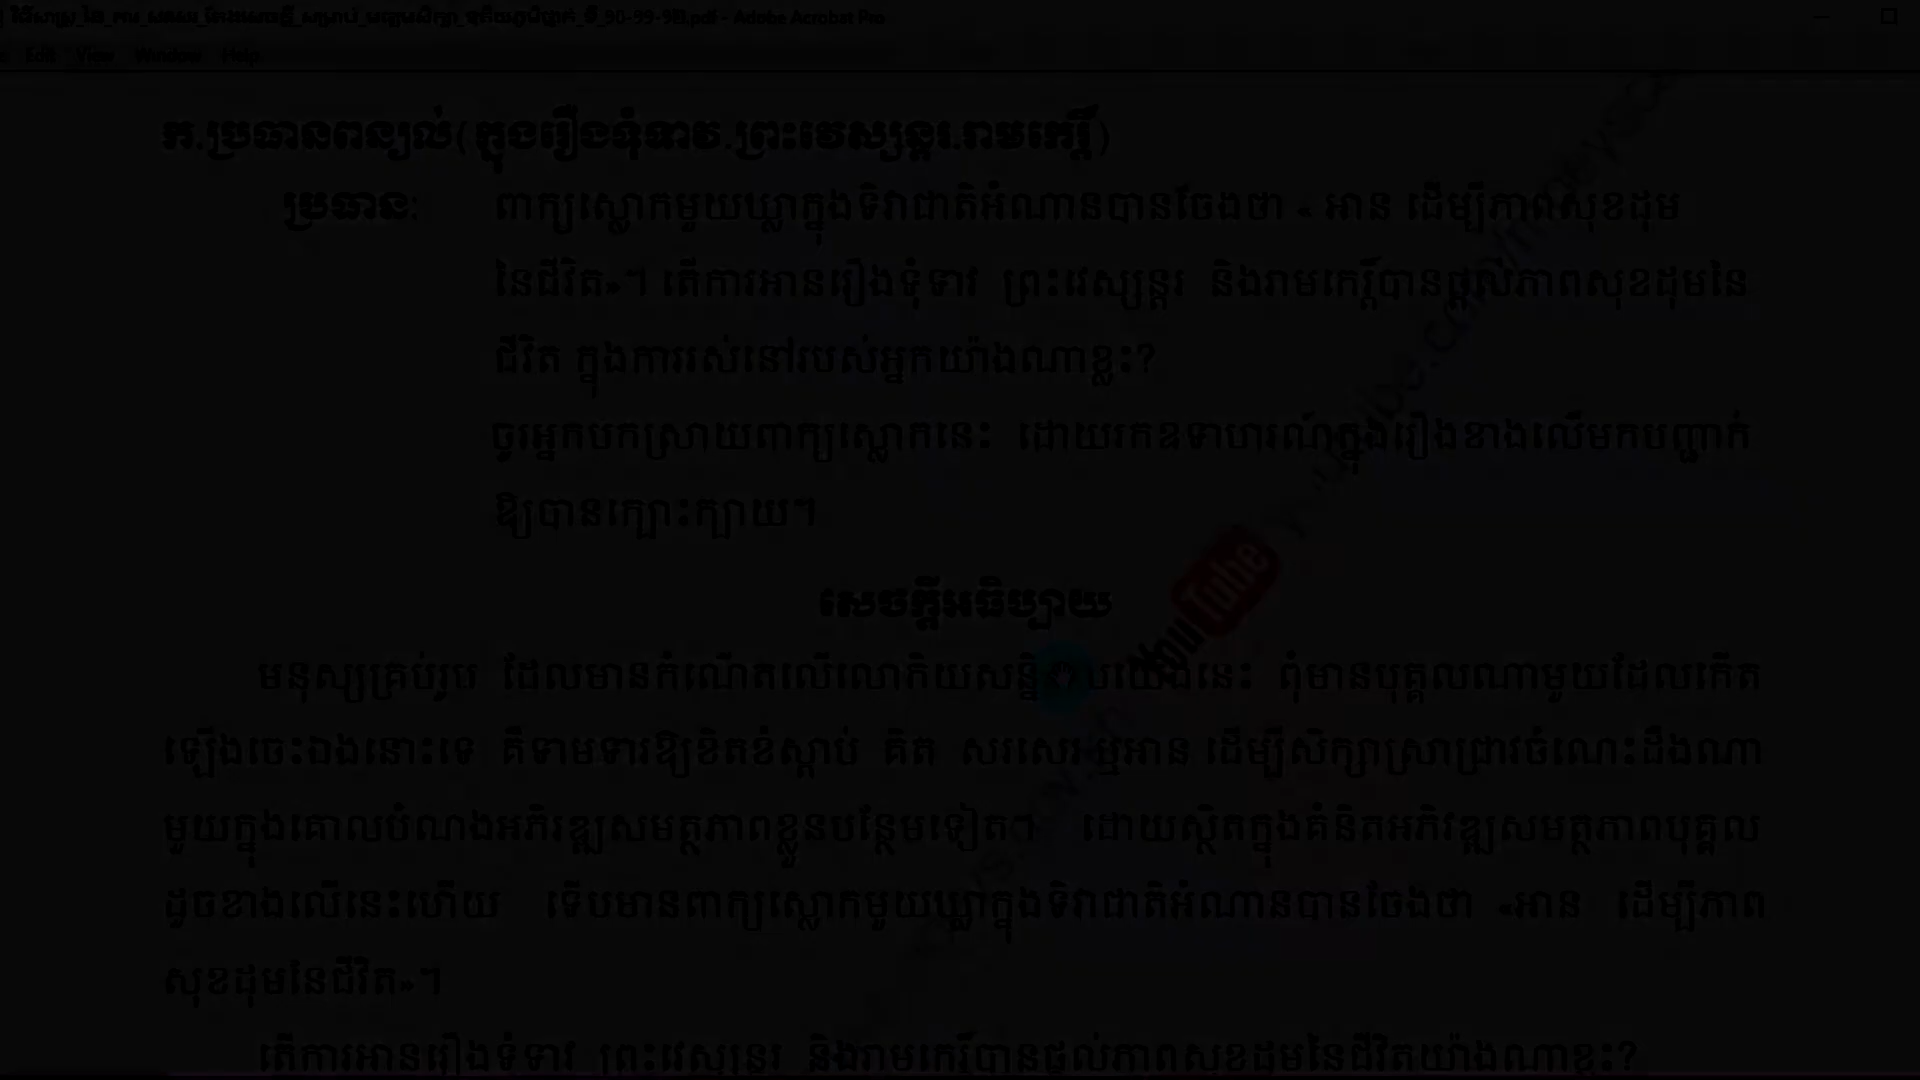 .pdf - Adobe Acrobat Pro
Edit View Window Help
ក.ប្រធានពន្យល់(ក្នុងរឿងទុំទាវ.ព្រះវេស្សន្តរ.រាមកេរ្តិ៍)
ប្រធាន: ពាក្យស្លោកមួយឃ្លាក្នុងទិវាជាតិអំណានបានចែងថា « អាន ដើម្បីភាពសុខដុម
នៃជីវិត»។ តើការអានរឿងទុំទាវ ព្រះវេស្សន្តរ និងរាមកេរ្តិ៍បានផ្តល់ភាពសុខដុមនៃ
ជីវិត ក្នុងការរស់នៅរបស់អ្នកយ៉ាងណាខ្លះ?
ចូរអ្នកបកស្រាយពាក្យស្លោកនេះ ដោយរកឧទាហរណ៍ក្នុងរឿងខាងលើមកបញ្ជាក់
ឱ្យបានក្បោះក្បាយ។
សេចក្តីអធិប្បាយ
មនុស្សគ្រប់រូប ដែលមានកំណើតលើលោកិយសន្និវាសយើងនេះ ពុំមានបុគ្គលណាមួយដែលកើត
ឡើងចេះឯងនោះទេ គឺទាមទារឱ្យខិតខំស្តាប់ គិត សរសេរ ឬអាន ដើម្បីសិក្សាស្រាវជ្រាវចំណេះដឹងណា
មួយក្នុងគោលបំណងអភិវឌ្ឍសមត្ថភាពខ្លួនបន្ថែមទៀត។ ដោយស្ថិតក្នុងគំនិតអភិវឌ្ឍសមត្ថភាពបុគ្គល
ដូចខាងលើនេះហើយ ទើបមានពាក្យស្លោកមួយឃ្លាក្នុងទិវាជាតិអំណានបានចែងថា «អាន ដើម្បីភាព
សុខដុមនៃជីវិត»។
តើការអានរឿងទុំទាវ ព្រះវេស្សន្តរ និងរាមកេរ្តិ៍បានផ្តល់ភាពសុខដុមនៃជីវិតយ៉ាងណាខ្លះ?
YouTube